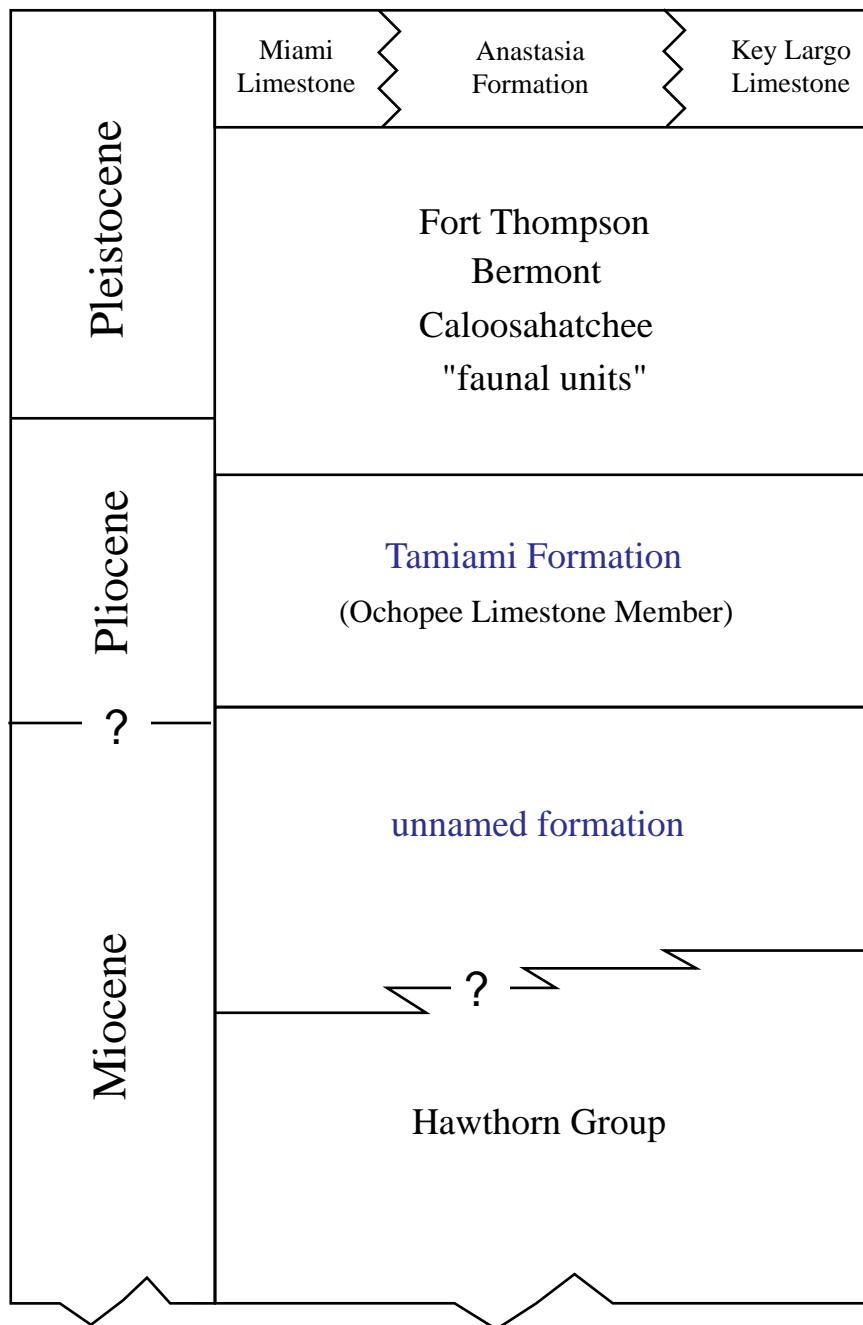 Miami
Limestone
Anastasia
Formation
Key Largo
Limestone
Pleistocene
Fort Thompson
Bermont
Caloosahatchee
"faunal units"
Pliocene
Tamiami Formation
(Ochopee Limestone Member)
?
unnamed formation
Miocene
?
Hawthorn Group